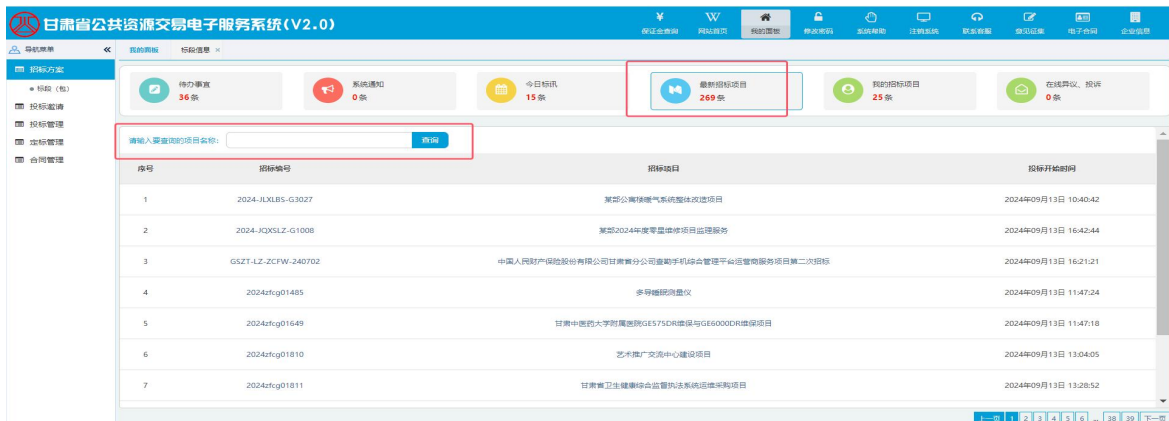 甘肃省公共资源交易电子服务系统(V2.0)
保证金查询 网站首页 我的面板 修改密码 系统帮助 注销系统 联系客服 意见征集 电子合同 企业信息
导航菜单 « 我的面板 标段信息 ×
招标方案
标段（包）
投标邀请
投标管理
定标管理
合同管理
待办事宜 系统通知 今日标讯 最新招标项目 我的招标项目 在线异议、投诉
36 条 0 条 15 条 269 条 25 条 0 条
请输入要查询的项目名称: 查询
序号 招标编号 招标项目 投标开始时间
1 2024-JLXLBS-G3027 某部公寓楼暖气系统整体改造项目 2024年09月13日 10:40:42
2 2024-JQXSLZ-G1008 某部2024年度零星维修项目监理服务 2024年09月13日 16:42:44
3 GSZT-LZ-ZCFW-240702 中国人民财产保险股份有限公司甘肃省分公司查勘手机综合管理平台运营商服务项目第二次招标 2024年09月13日 16:21:21
4 2024zfcg01485 多导睡眠测量仪 2024年09月13日 11:47:24
5 2024zfcg01649 甘肃中医药大学附属医院GE575DR维保与GE6000DR维保项目 2024年09月13日 11:47:18
6 2024zfcg01810 艺术推广交流中心建设项目 2024年09月13日 13:04:05
7 2024zfcg01811 甘肃省卫生健康综合监督执法系统运维采购项目 2024年09月13日 13:28:52
上一页 1 2 3 4 5 6 ... 38 39 下一页